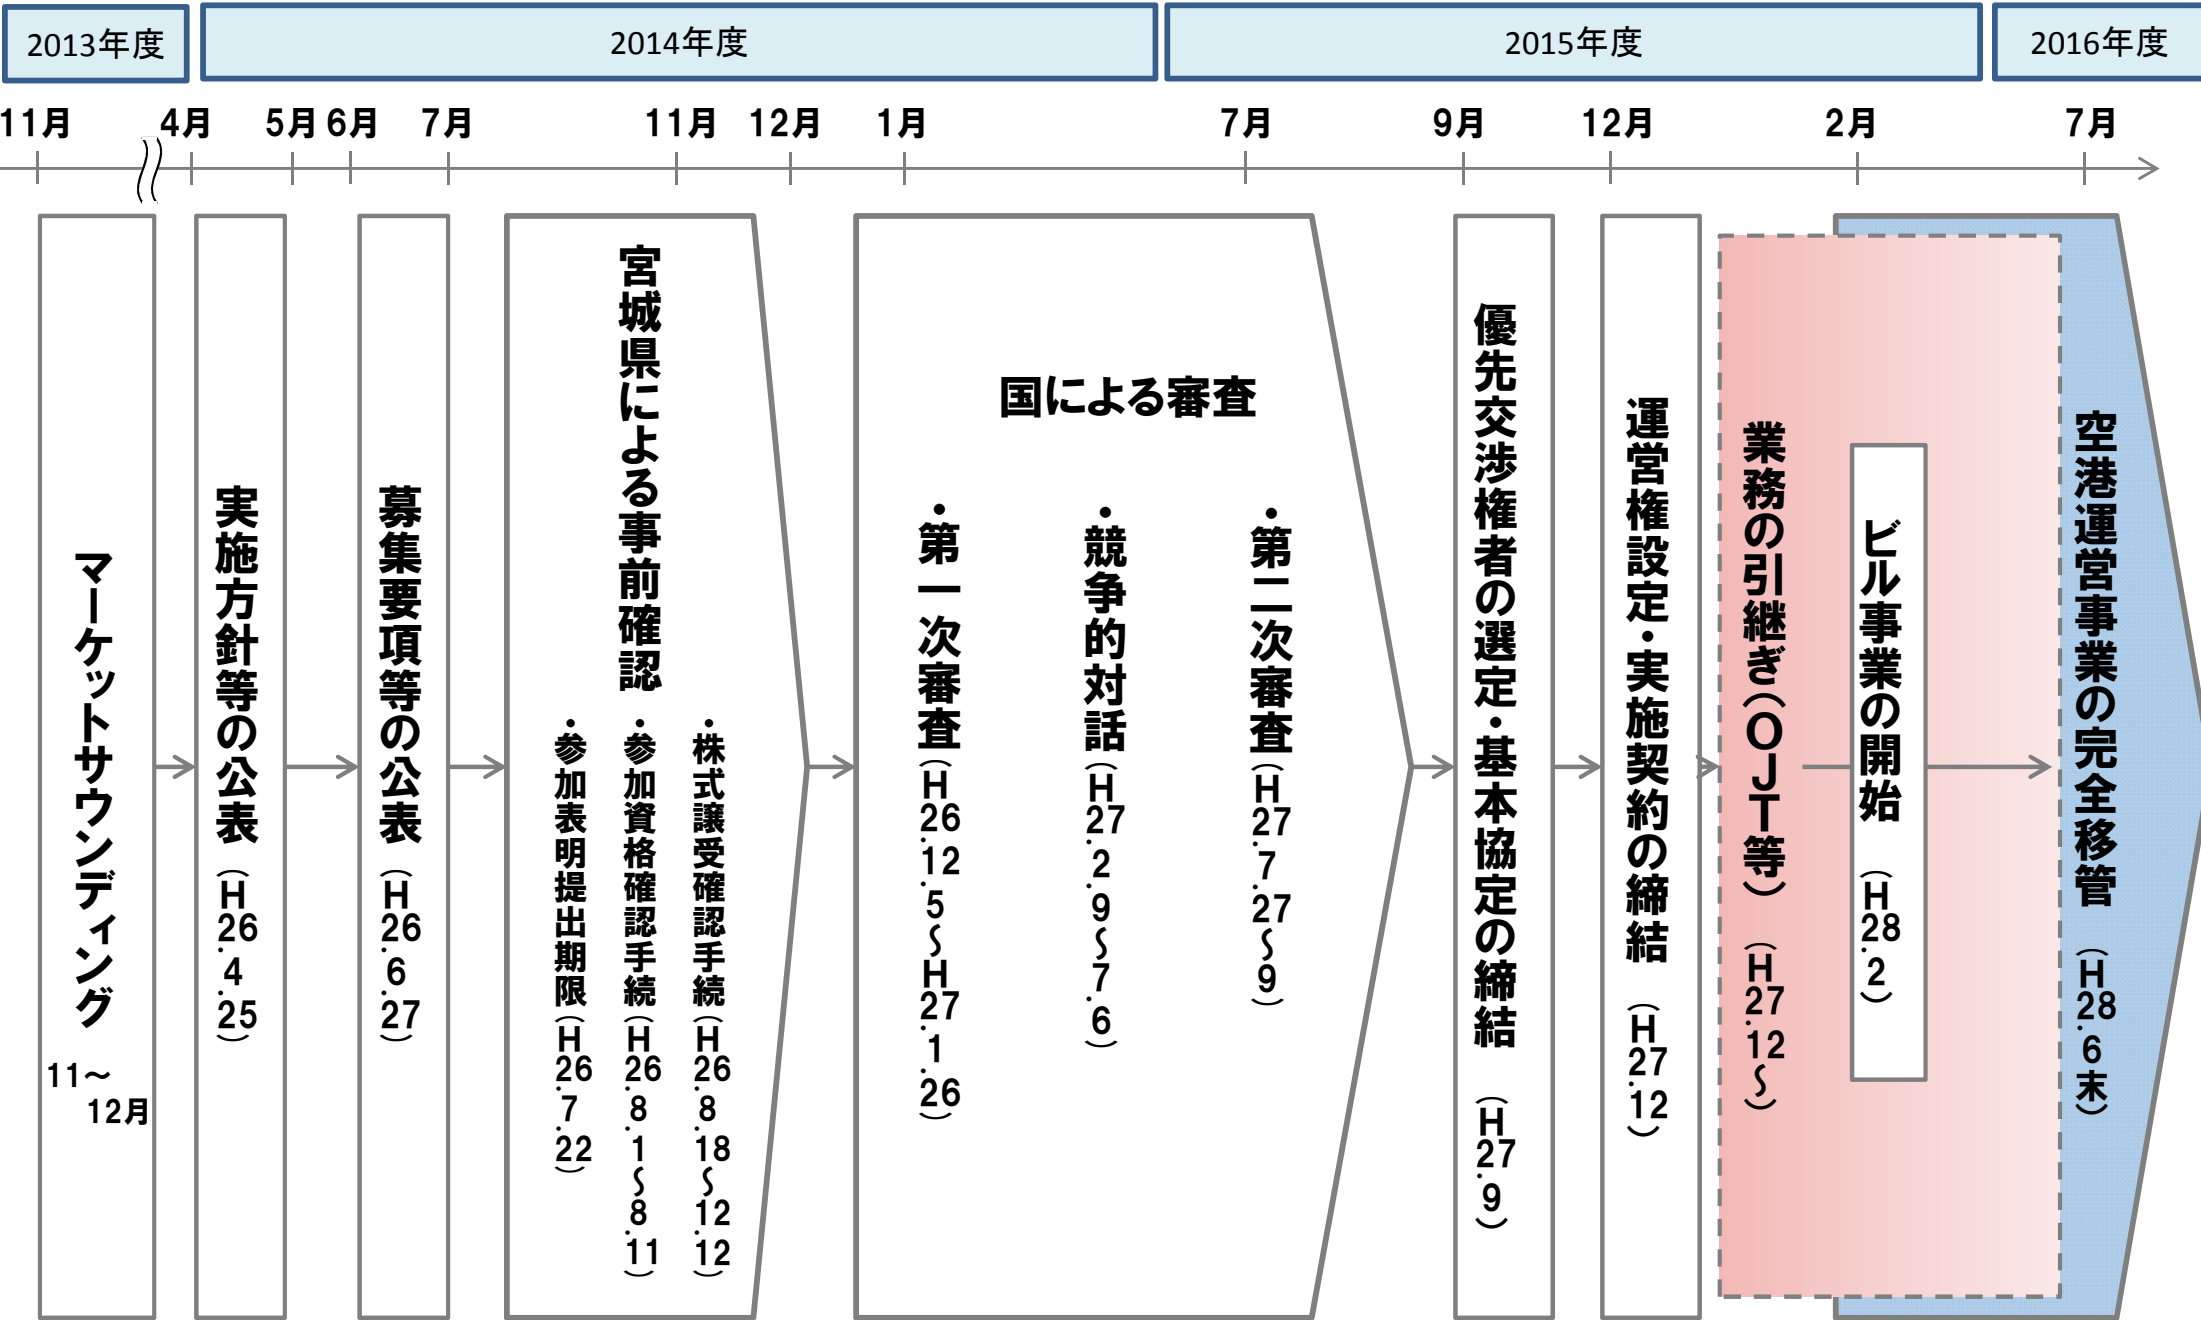 2013年度
2014年度
2015年度
2016年度
11月
4月
5月
6月
7月
11月
12月
1月
7月
9月
12月
2月
7月
マーケットサウンディング
11～
12月
実施方針等の公表（H26.4.25）
募集要項等の公表（H26.6.27）
宮城県による事前確認
・株式譲受確認手続（H26.8.18～12.12）
・参加資格確認手続（H26.8.1～8.11）
・参加表明提出期限（H26.7.22）
国による審査
・第一次審査（H26.12.5～H27.1.26）
・競争的対話（H27.2.9～7.6）
・第二次審査（H27.7.27～9）
優先交渉権者の選定・基本協定の締結（H27.9）
運営権設定・実施契約の締結（H27.12）
業務の引継ぎ（OJT等）（H27.12～）
ビル事業の開始（H28.2）
空港運営事業の完全移管（H28.6末）